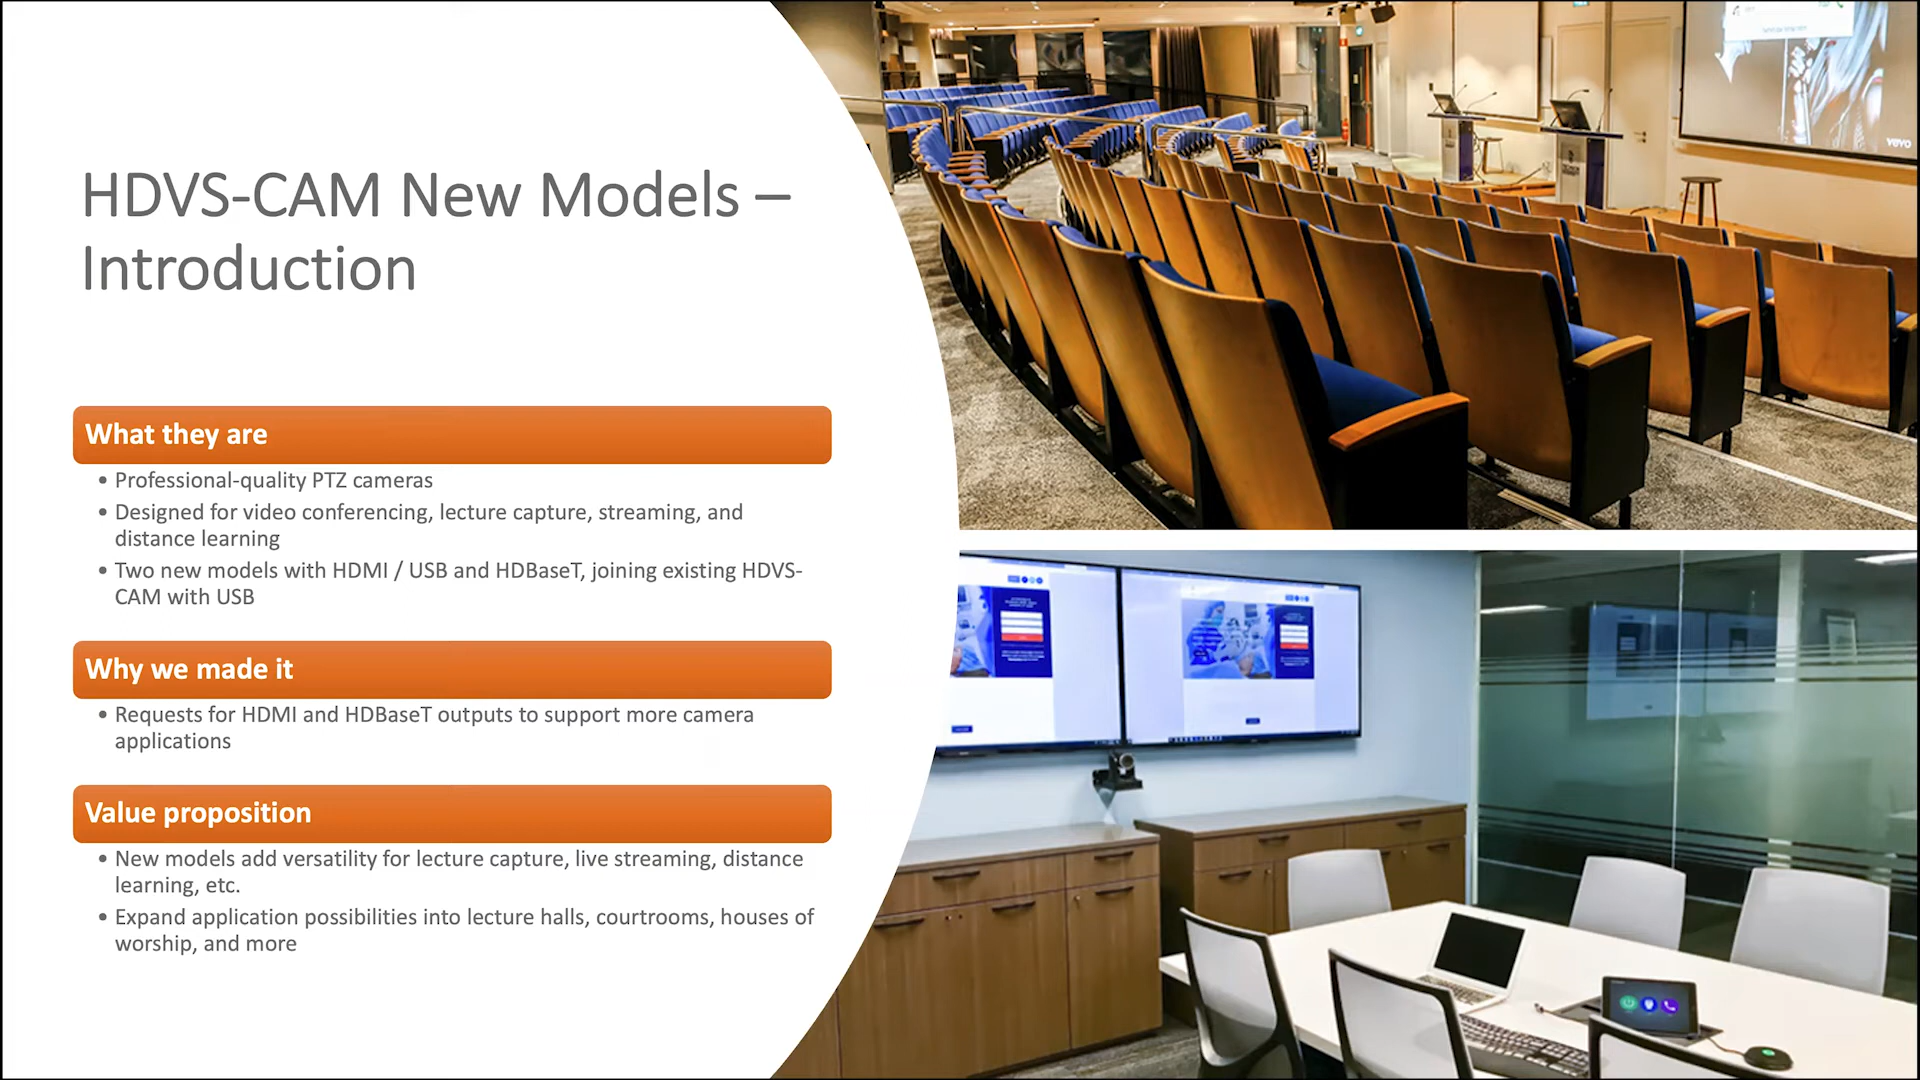 HDVS-CAM New Models –
Introduction
What they are
• Professional-quality PTZ cameras
• Designed for video conferencing, lecture capture, streaming, and
distance learning
• Two new models with HDMI / USB and HDBaseT, joining existing HDVS-
CAM with USB
Why we made it
• Requests for HDMI and HDBaseT outputs to support more camera
applications
Value proposition
• New models add versatility for lecture capture, live streaming, distance
learning, etc.
• Expand application possibilities into lecture halls, courtrooms, houses of
worship, and more
vevo